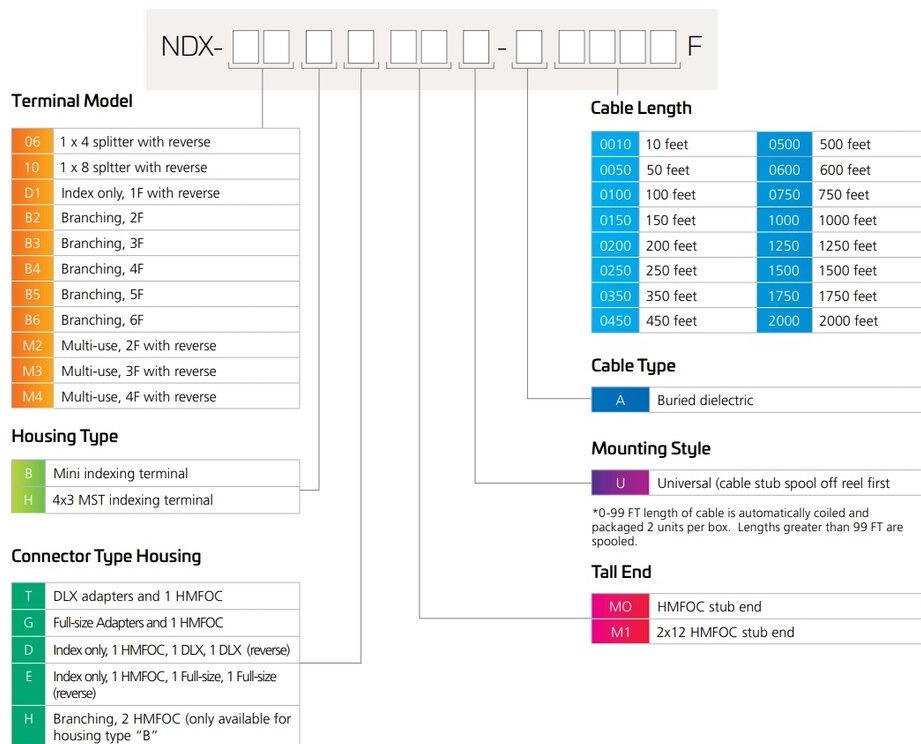 NDX- - F
Terminal Model
06 1 x 4 splitter with reverse
10 1 x 8 spltter with reverse
D1 Index only, 1F with reverse
B2 Branching, 2F
B3 Branching, 3F
B4 Branching, 4F
B5 Branching, 5F
B6 Branching, 6F
M2 Multi-use, 2F with reverse
M3 Multi-use, 3F with reverse
M4 Multi-use, 4F with reverse
Housing Type
B Mini indexing terminal
H 4x3 MST indexing terminal
Connector Type Housing
T DLX adapters and 1 HMFOC
G Full-size Adapters and 1 HMFOC
D Index only, 1 HMFOC, 1 DLX, 1 DLX (reverse)
E Index only, 1 HMFOC, 1 Full-size, 1 Full-size
(reverse)
H Branching, 2 HMFOC (only available for
housing type “B”
Cable Length
0010 10 feet 0500 500 feet
0050 50 feet 0600 600 feet
0100 100 feet 0750 750 feet
0150 150 feet 1000 1000 feet
0200 200 feet 1250 1250 feet
0250 250 feet 1500 1500 feet
0350 350 feet 1750 1750 feet
0450 450 feet 2000 2000 feet
Cable Type
A Buried dielectric
Mounting Style
U Universal (cable stub spool off reel first
*0-99 FT length of cable is automatically coiled and
packaged 2 units per box. Lengths greater than 99 FT are
spooled.
Tall End
MO HMFOC stub end
M1 2x12 HMFOC stub end